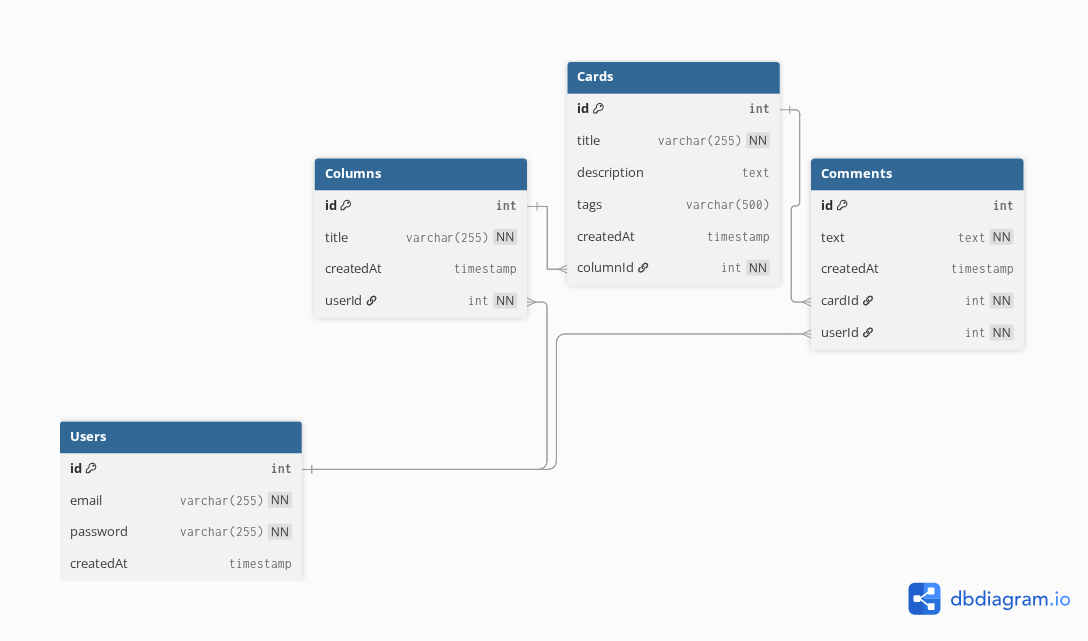 Cards
id int
title varchar(255) NN
description text
tags varchar(500)
createdAt timestamp
columnId int NN
Columns
id int
title varchar(255) NN
createdAt timestamp
userId int NN
Comments
id int
text text NN
createdAt timestamp
cardId int NN
userId int NN
Users
id int
email varchar(255) NN
password varchar(255) NN
createdAt timestamp
dbdiagram.io